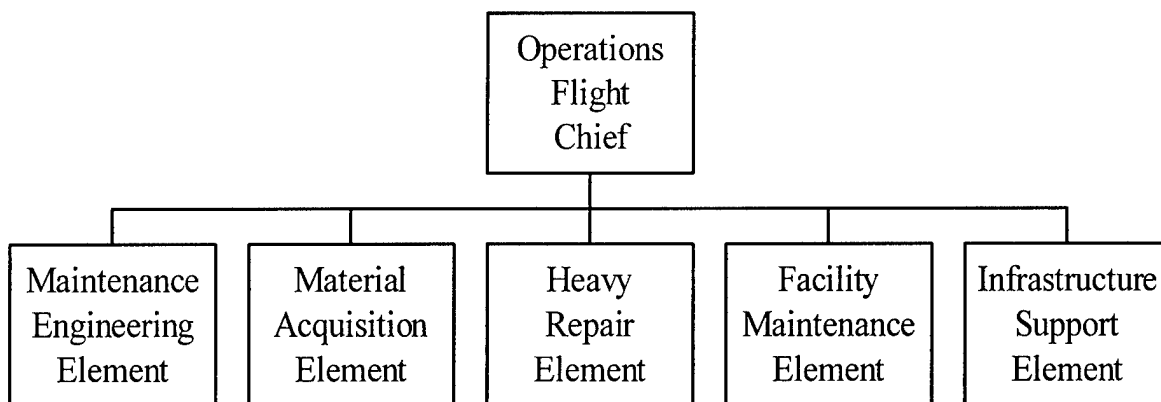 Operations
Flight
Chief
Maintenance
Engineering
Element
Material
Acquisition
Element
Heavy
Repair
Element
Facility
Maintenance
Element
Infrastructure
Support
Element